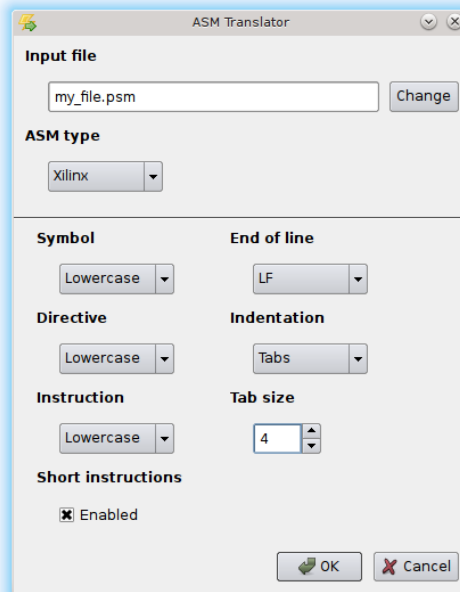 ASM Translator
Input file
my_file.psm Change
ASM type
Xilinx
Symbol End of line
Lowercase LF
Directive Indentation
Lowercase Tabs
Instruction Tab size
Lowercase 4
Short instructions
Enabled
OK Cancel